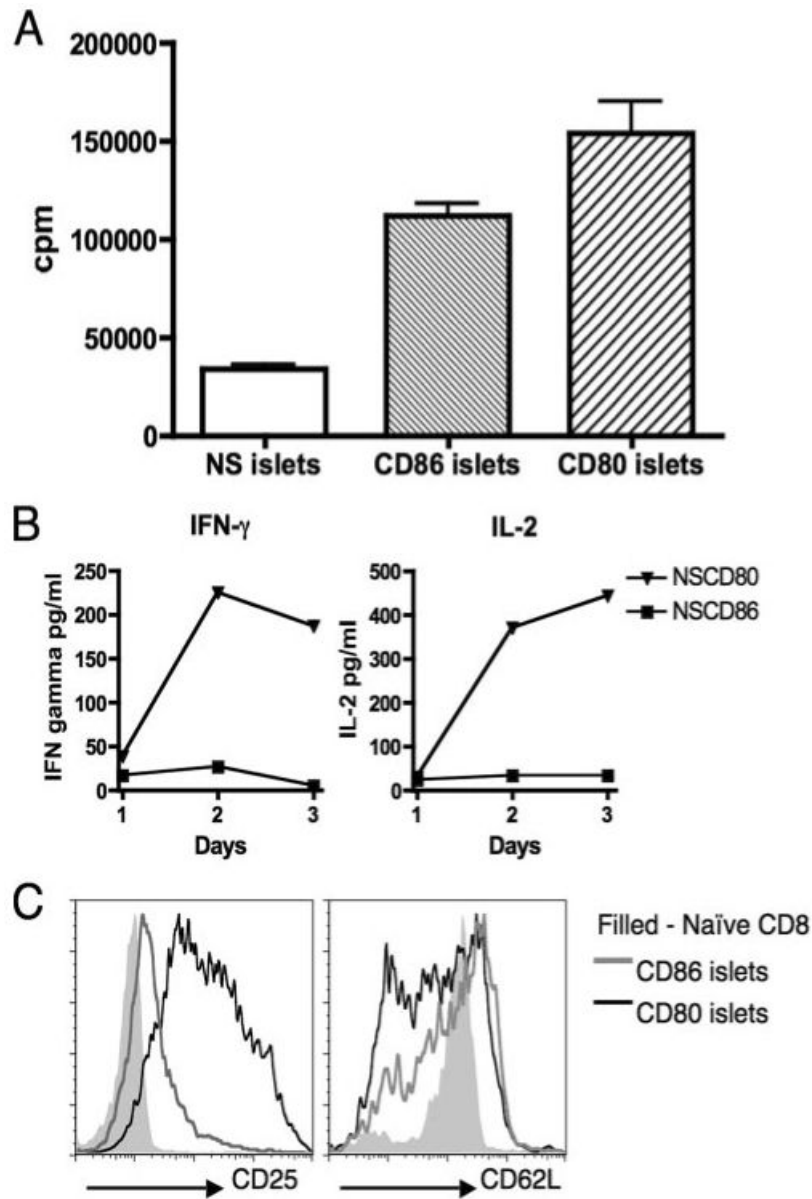 A
200000
150000
100000
50000
0
cpm
NS islets CD86 islets CD80 islets
B
IFN-γ
250
200
150
100
50
0
IFN gamma pg/ml
1 2 3
Days
IL-2
500
400
300
200
100
0
IL-2 pg/ml
1 2 3
Days
NSCD80
NSCD86
C
CD25
CD62L
Filled - Naïve CD8
CD86 islets
CD80 islets